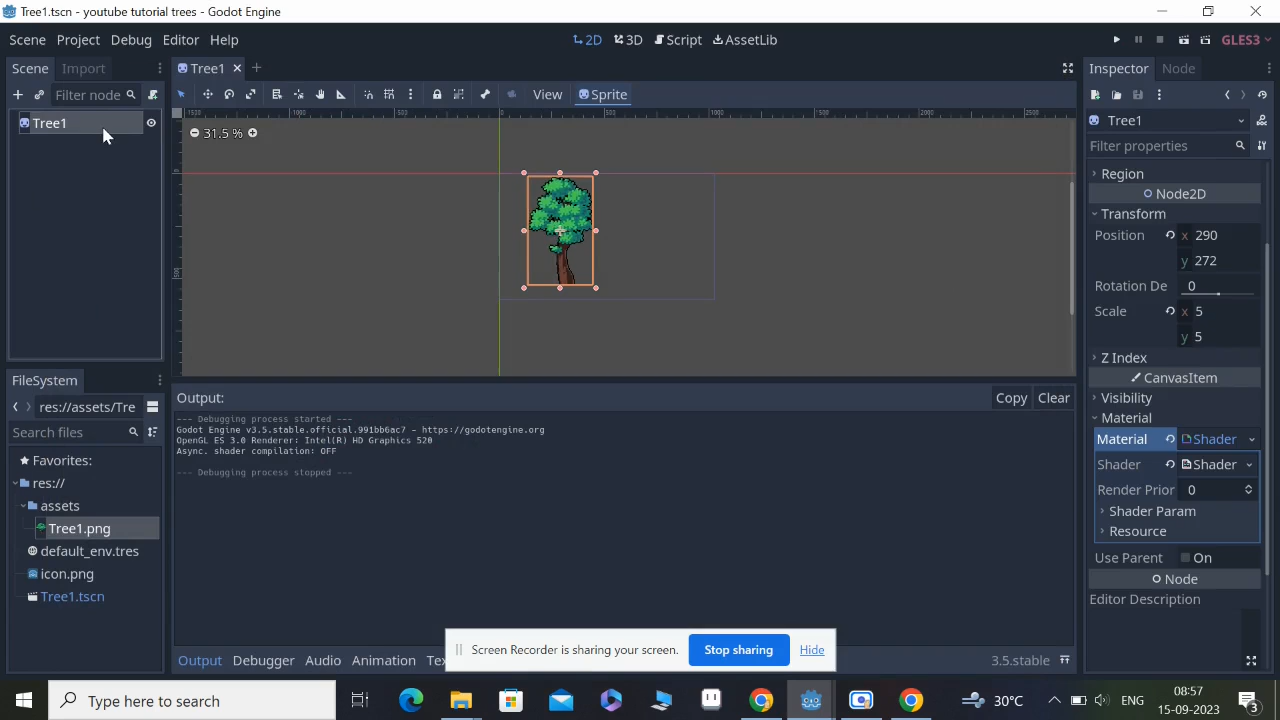 Tree1.tscn - youtube tutorial trees - Godot Engine
Scene Project Debug Editor Help
2D 3D Script AssetLib
GLES3
Scene Import
Tree1
Inspector Node
Filter node
View Sprite
Tree1
31.5 %
Tree1
Filter properties
Region
Node2D
Transform
Position x 290
y 272
Rotation De 0
Scale x 5
y 5
Z Index
CanvasItem
Visibility
Material
Material Shader
Shader Shader
Render Prior 0
Shader Param
Resource
Use Parent On
Node
Editor Description
FileSystem
res://assets/Tre
Search files
Favorites:
res://
assets
Tree1.png
default_env.tres
icon.png
Tree1.tscn
Output:
Copy Clear
--- Debugging process started ---
Godot Engine v3.5.stable.official.991bb6ac7 - https://godotengine.org
OpenGL ES 3.0 Renderer: Intel(R) HD Graphics 520
Async. shader compilation: OFF
--- Debugging process stopped ---
Screen Recorder is sharing your screen.
Stop sharing
Hide
Output Debugger Audio Animation Tex
3.5.stable
Type here to search
30°C
ENG
08:57
15-09-2023
3